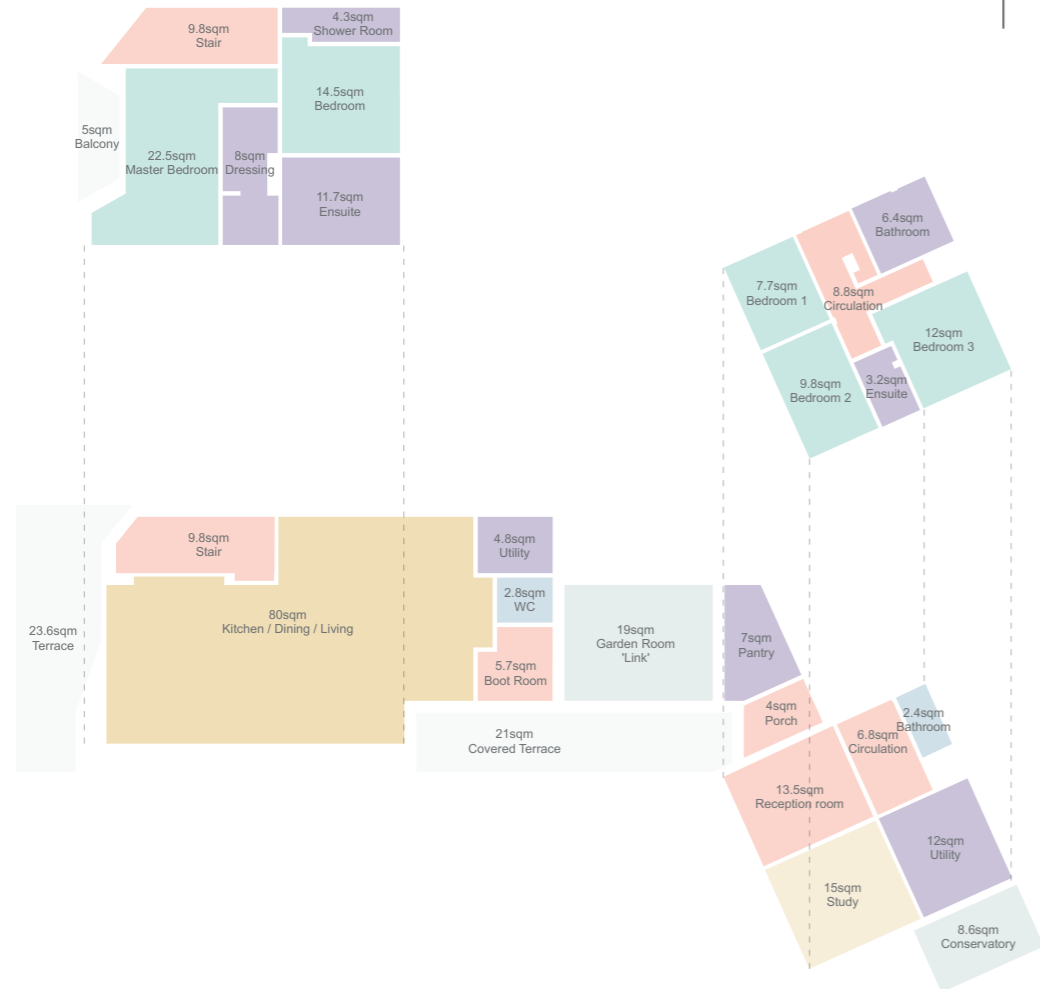 4.3sqm
Shower Room
9.8sqm
Stair
14.5sqm
Bedroom
5sqm
Balcony
22.5sqm
Master Bedroom
8sqm
Dressing
11.7sqm
Ensuite
6.4sqm
Bathroom
7.7sqm
Bedroom 1
8.8sqm
Circulation
12sqm
Bedroom 3
9.8sqm
Bedroom 2
3.2sqm
Ensuite
9.8sqm
Stair
4.8sqm
Utility
2.8sqm
WC
80sqm
Kitchen / Dining / Living
23.6sqm
Terrace
19sqm
Garden Room
'Link'
7sqm
Pantry
5.7sqm
Boot Room
4sqm
Porch
2.4sqm
Bathroom
21sqm
Covered Terrace
6.8sqm
Circulation
13.5sqm
Reception room
12sqm
Utility
15sqm
Study
8.6sqm
Conservatory